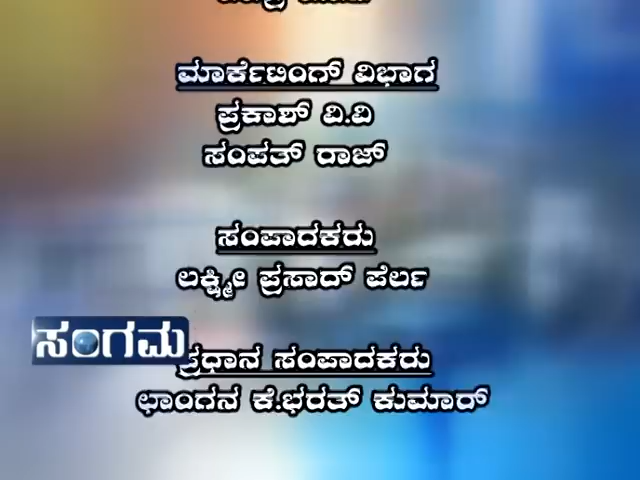 ಮಾರ್ಕೆಟಿಂಗ್ ವಿಭಾಗ
ಪ್ರಕಾಶ್ ವಿ.ವಿ
ಸಂಪತ್ ರಾಜ್
ಸಂಪಾದಕರು
ಲಕ್ಷ್ಮೀ ಪ್ರಸಾದ್ ಪೆರ್ಲ
ಸಂಗಮ
ಪ್ರಧಾನ ಸಂಪಾದಕರು
ಛಾಂಗನ ಕೆ.ಭರತ್ ಕುಮಾರ್